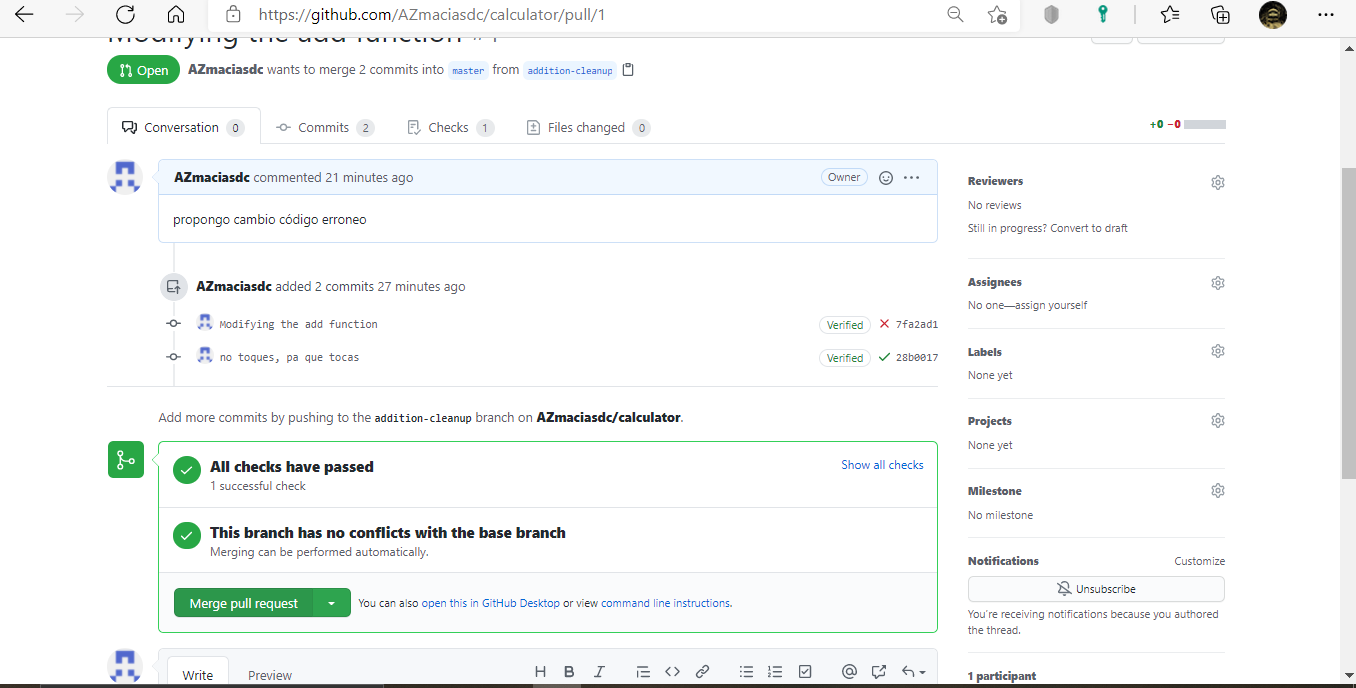 https://github.com/AZmaciasdc/calculator/pull/1
Modifying the add function #1
Open
AZmaciasdc wants to merge 2 commits into master from addition-cleanup
Conversation 0
Commits 2
Checks 1
Files changed 0
+0 −0
AZmaciasdc commented 21 minutes ago
Owner
propongo cambio código erroneo
AZmaciasdc added 2 commits 27 minutes ago
Modifying the add function
Verified
7fa2ad1
no toques, pa que tocas
Verified
28b0017
Add more commits by pushing to the addition-cleanup branch on AZmaciasdc/calculator.
All checks have passed
Show all checks
1 successful check
This branch has no conflicts with the base branch
Merging can be performed automatically.
Merge pull request
You can also open this in GitHub Desktop or view command line instructions.
Write
Preview
Reviewers
No reviews
Still in progress? Convert to draft
Assignees
No one—assign yourself
Labels
None yet
Projects
None yet
Milestone
No milestone
Notifications
Customize
Unsubscribe
You're receiving notifications because you authored
the thread.
1 participant